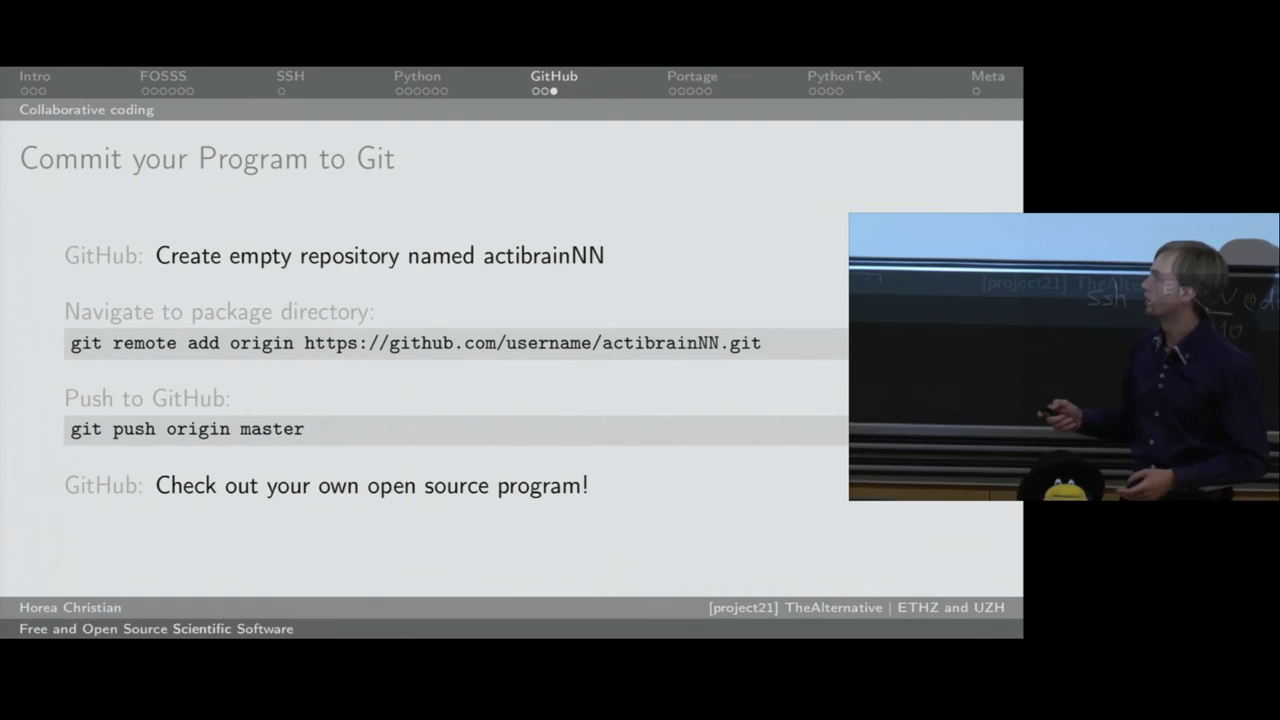 Intro FOSSS SSH Python GitHub Portage PythonTeX Meta
Collaborative coding
Commit your Program to Git
GitHub: Create empty repository named actibrainNN
Navigate to package directory:
git remote add origin https://github.com/username/actibrainNN.git
Push to GitHub:
git push origin master
GitHub: Check out your own open source program!
Horea Christian [project21] TheAlternative | ETHZ and UZH
Free and Open Source Scientific Software
[project21] TheAlte
ssh